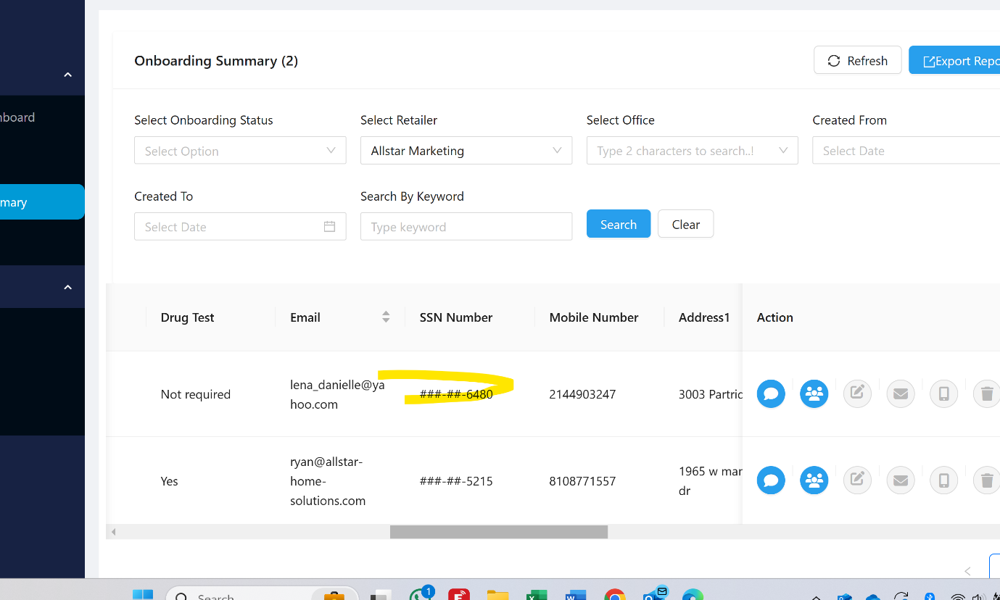 Onboarding Summary (2)
Refresh
Export Repo
nboard
Select Onboarding Status
Select Retailer
Select Office
Created From
Select Option
Allstar Marketing
Type 2 characters to search..!
Select Date
mary
Created To
Search By Keyword
Select Date
Type keyword
Search
Clear
Drug Test
Email
SSN Number
Mobile Number
Address1
Action
Not required
lena_danielle@ya
hoo.com
###-##-6480
2144903247
3003 Partric
Yes
ryan@allstar-
home-
solutions.com
###-##-5215
8108771557
1965 w mar
dr
Search
1